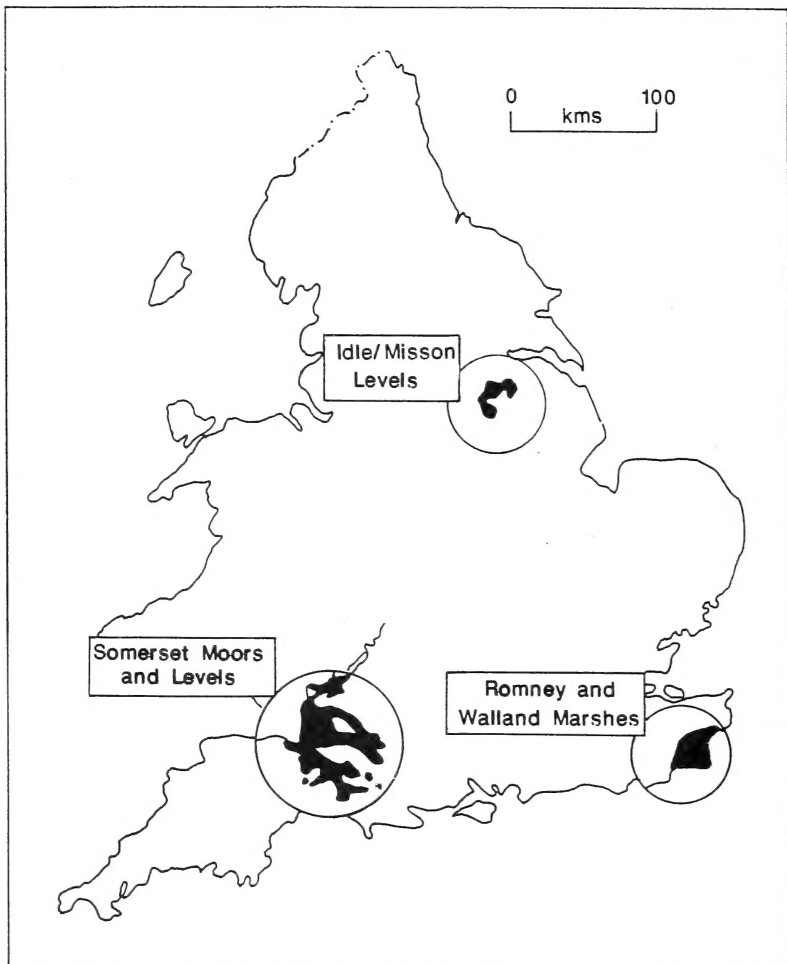 0 100
kms
Idle/Misson
Levels
Somerset Moors
and Levels
Romney and
Walland Marshes